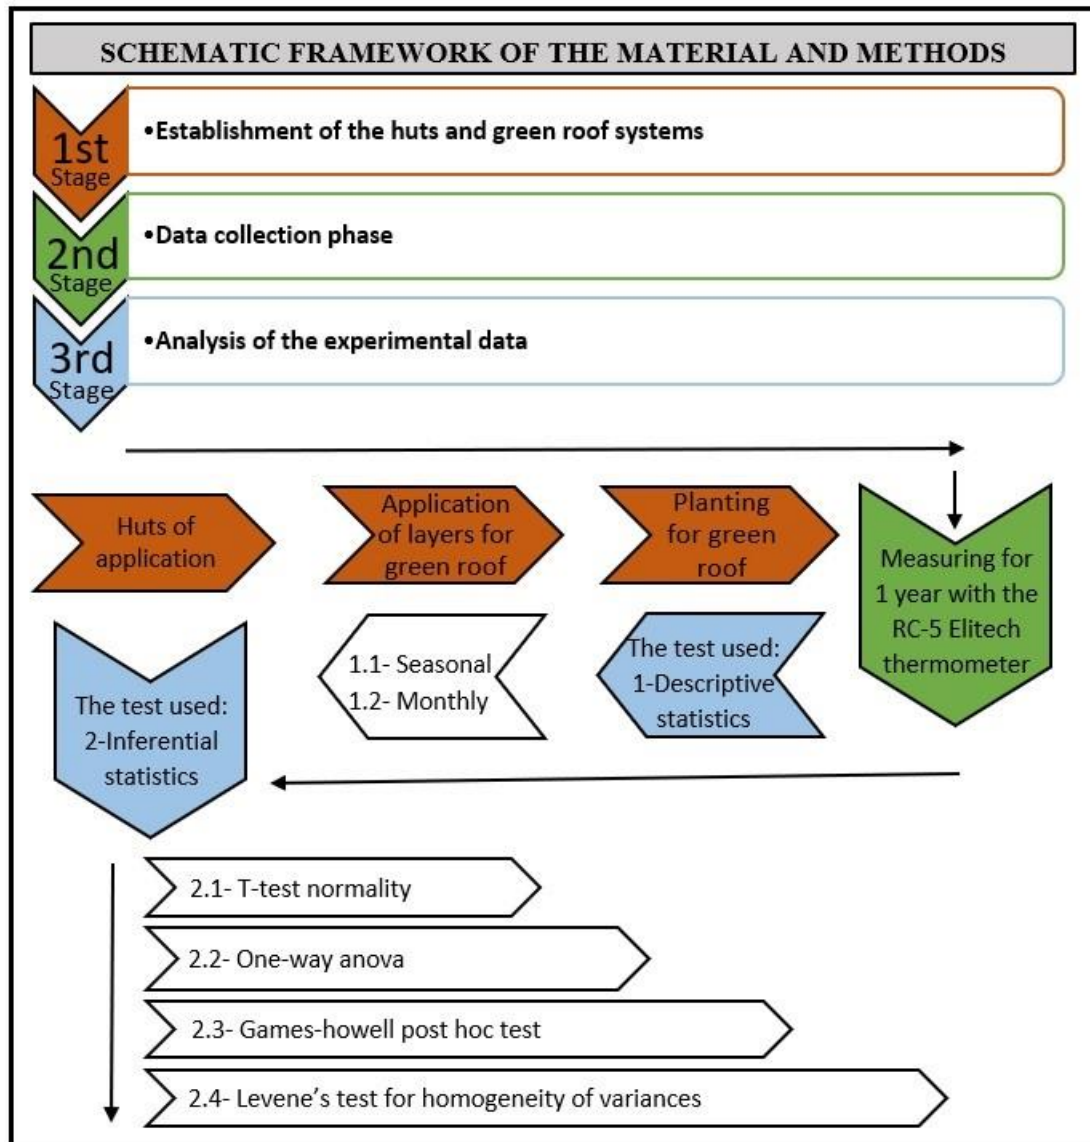 SCHEMATIC FRAMEWORK OF THE MATERIAL AND METHODS
1st
Stage
•Establishment of the huts and green roof systems
2nd
Stage
•Data collection phase
3rd
Stage
•Analysis of the experimental data
Huts of
application
Application
of layers for
green roof
Planting
for green
roof
Measuring for
1 year with the
RC-5 Elitech
thermometer
The test used:
1-Descriptive
statistics
1.1- Seasonal
1.2- Monthly
The test used:
2-Inferential
statistics
2.1- T-test normality
2.2- One-way anova
2.3- Games-howell post hoc test
2.4- Levene’s test for homogeneity of variances